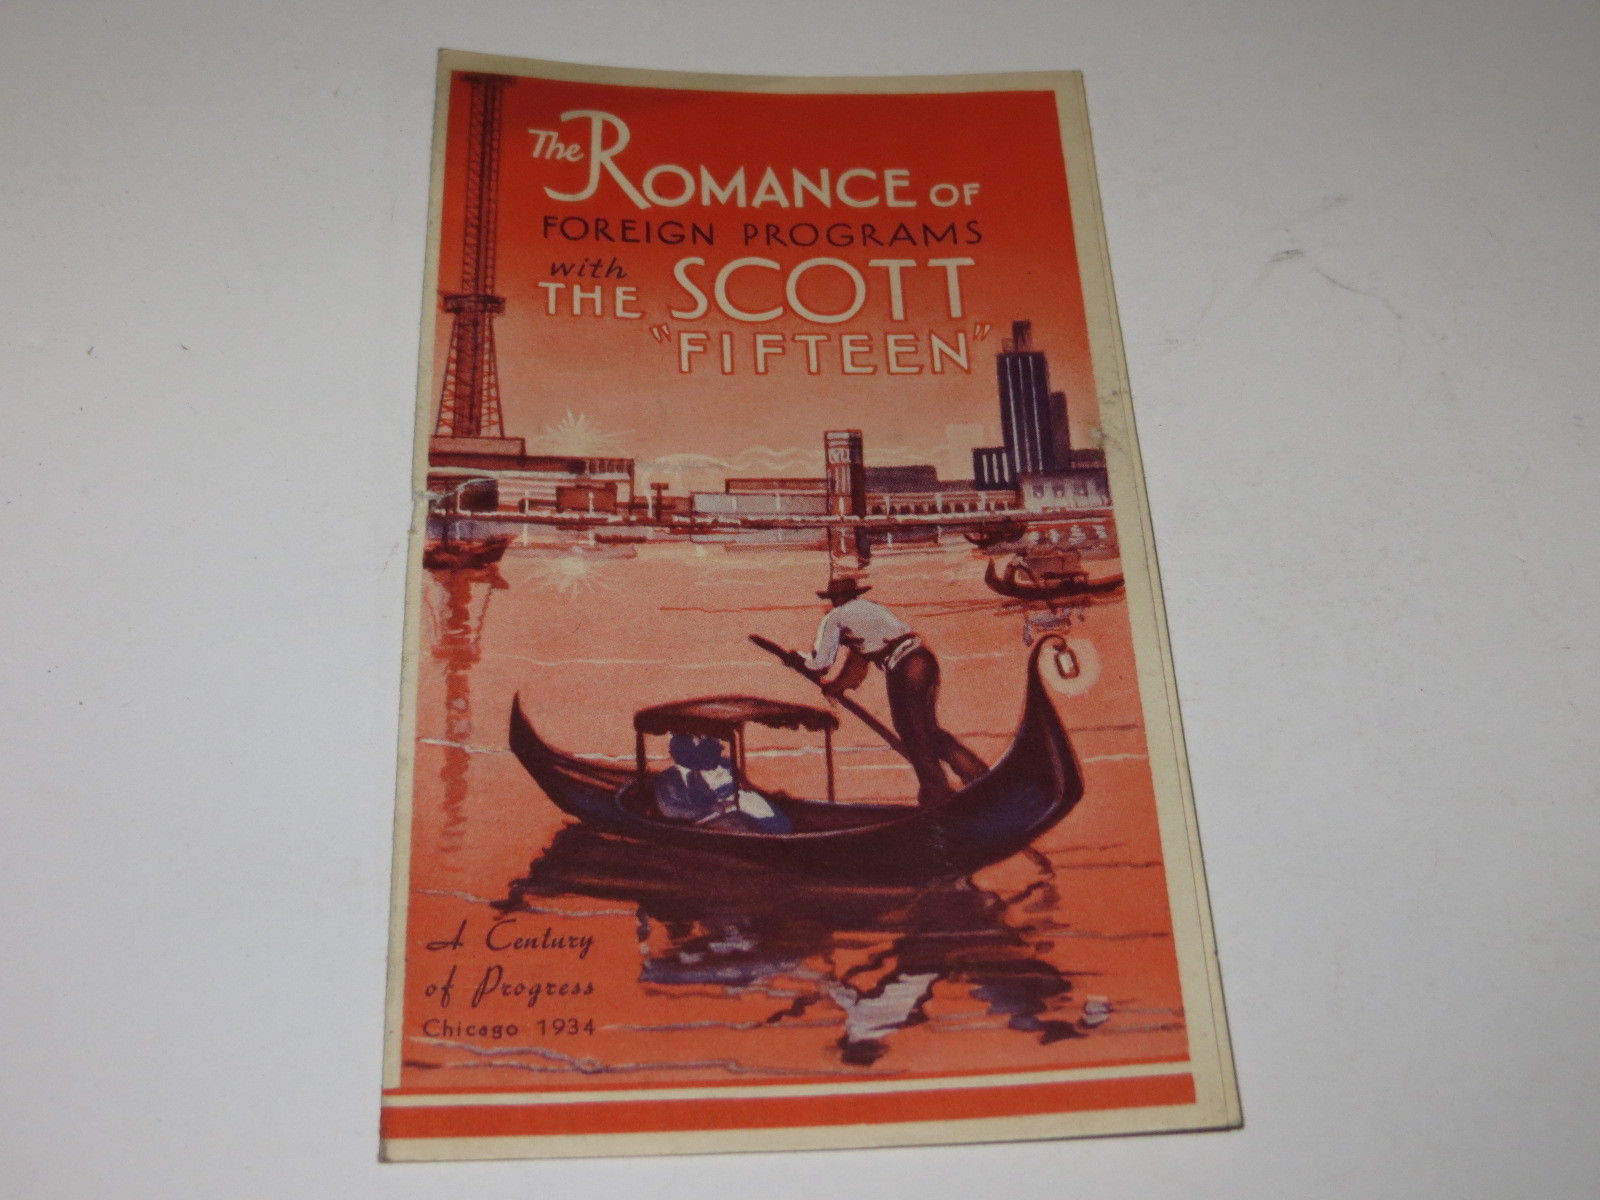 The ROMANCE OF
FOREIGN PROGRAMS
with
THE SCOTT
"FIFTEEN"
A Century
of Progress
Chicago 1934